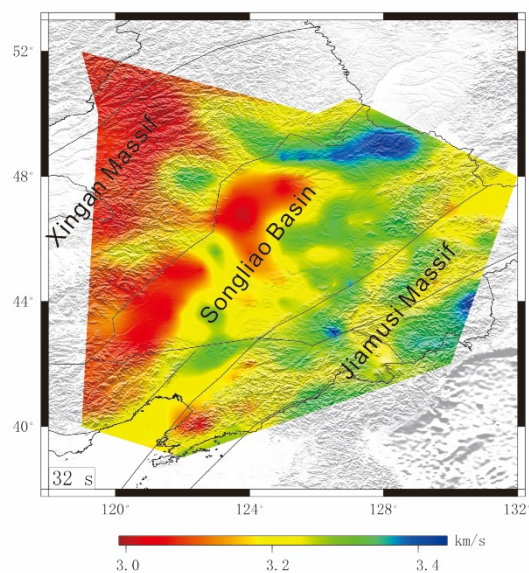 52°
48°
44°
40°
Xingan Massif
Songliao Basin
Jiamusi Massif
32 s
120° 124° 128° 132°
km/s
3.0 3.2 3.4